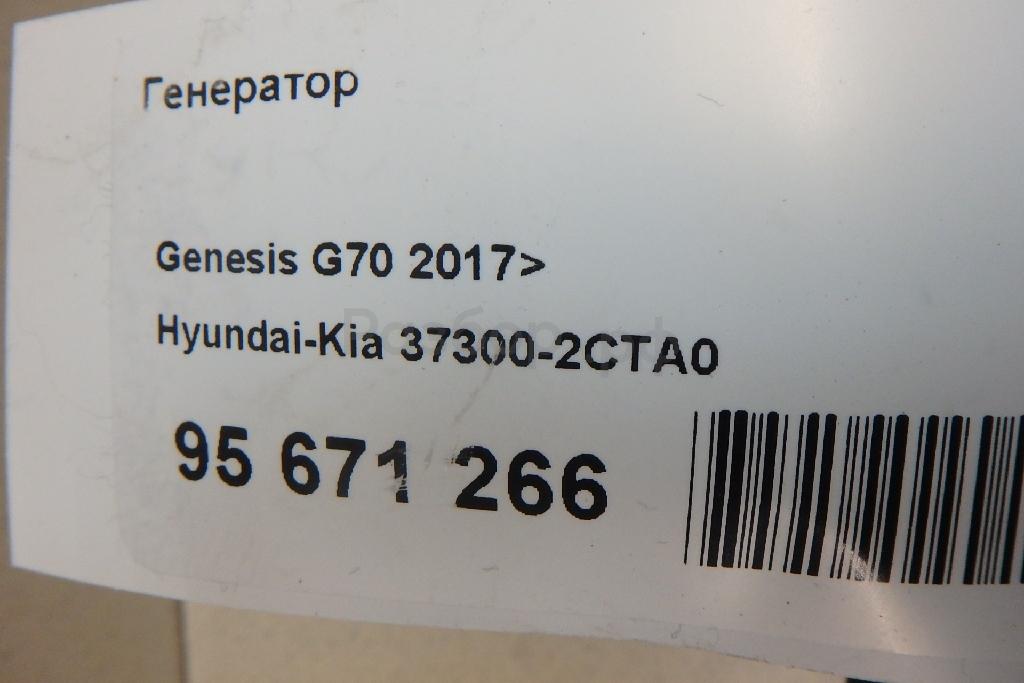 Генератор
Genesis G70 2017>
Hyundai-Kia 37300-2CTA0
95 671 266